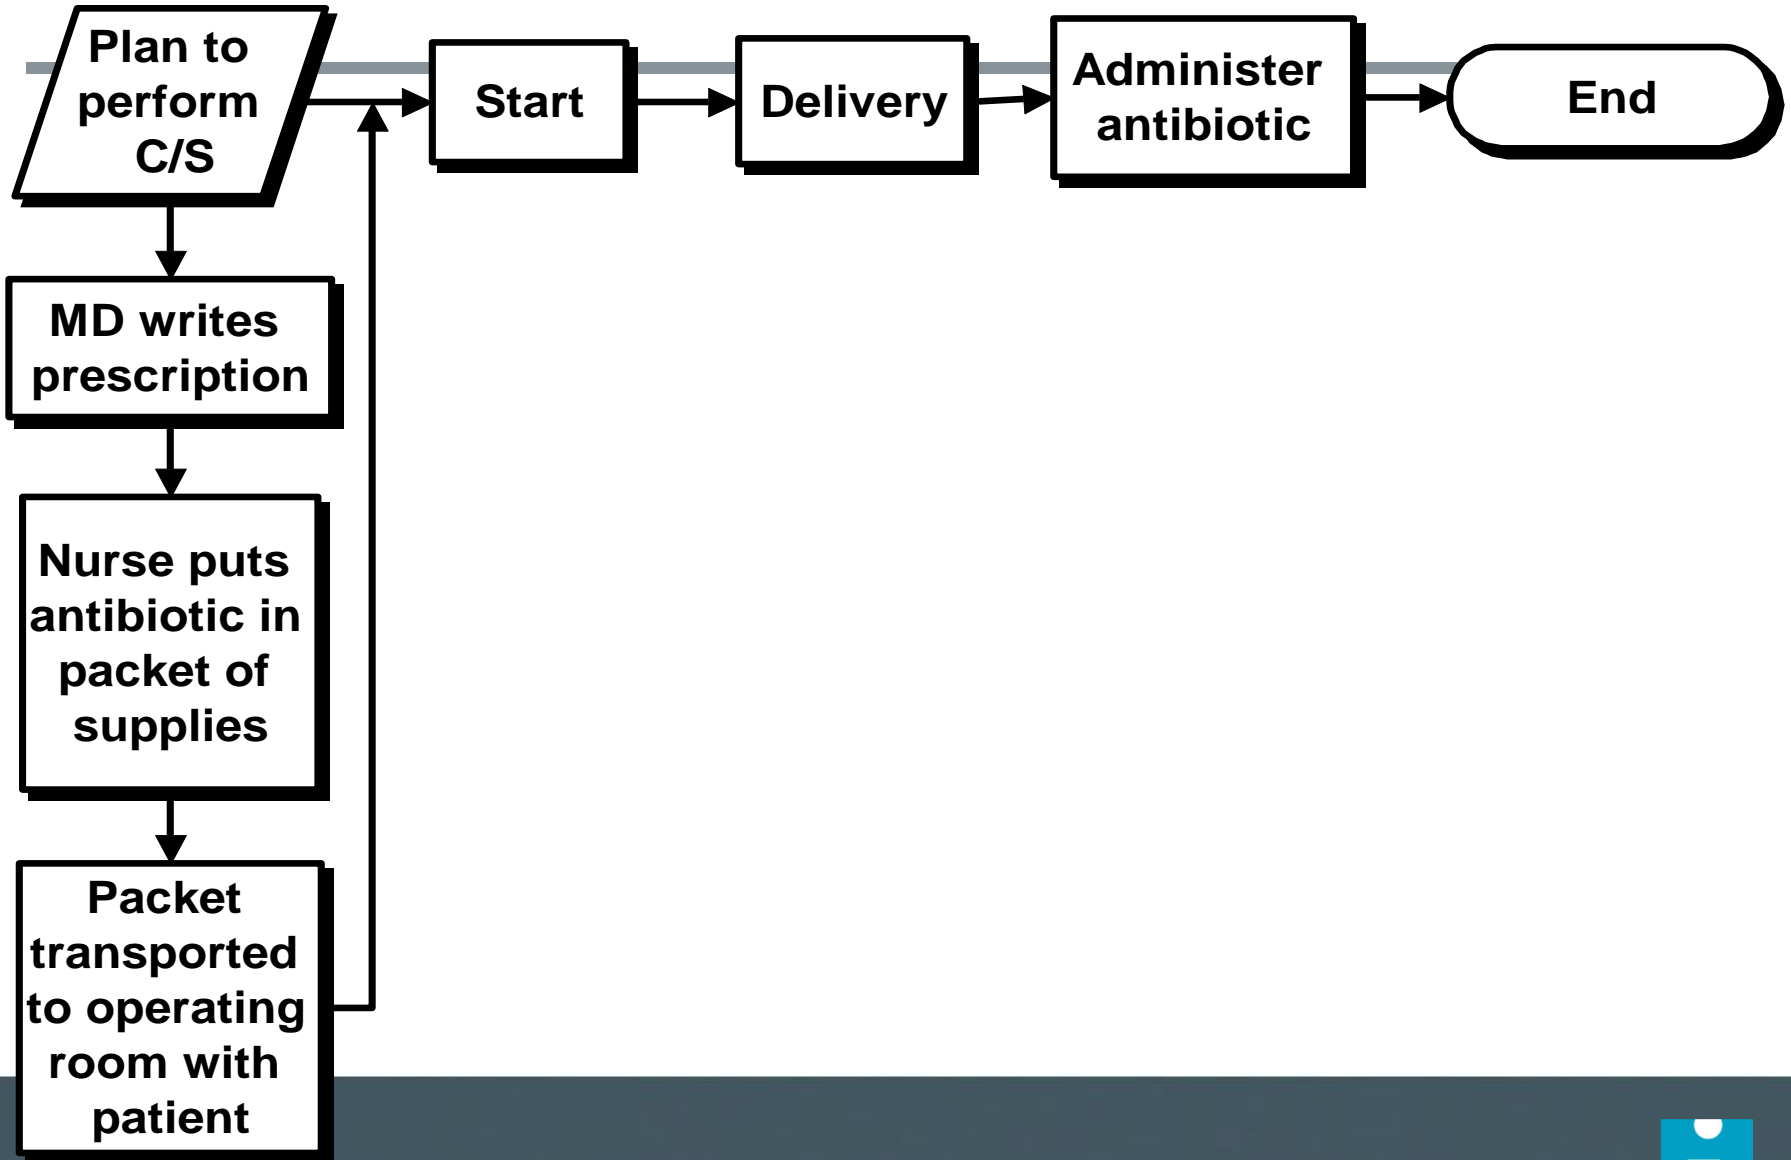 Plan to
perform
C/S
Start
Delivery
Administer
antibiotic
End
MD writes
prescription
Nurse puts
antibiotic in
packet of
supplies
Packet
transported
to operating
room with
patient